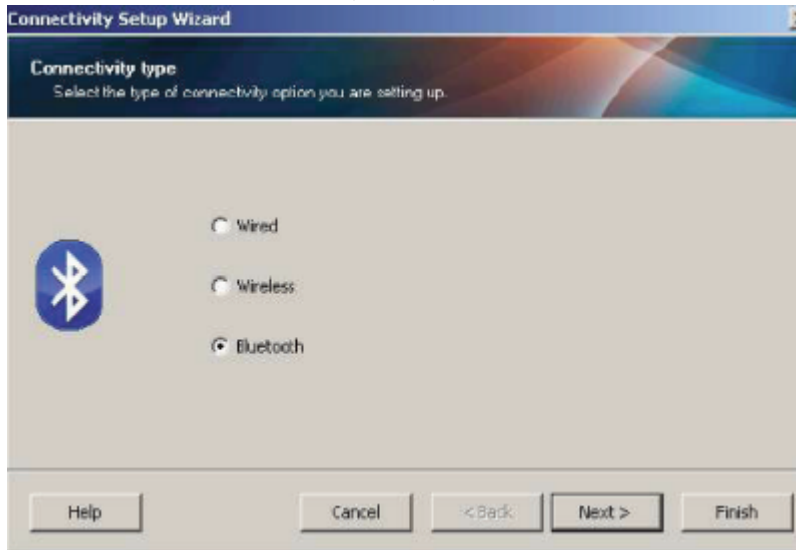 Connectivity Setup Wizard
Connectivity type
Select the type of connectivity option you are setting up.
Wired
Wireless
Bluetooth
Help Cancel < Back Next > Finish